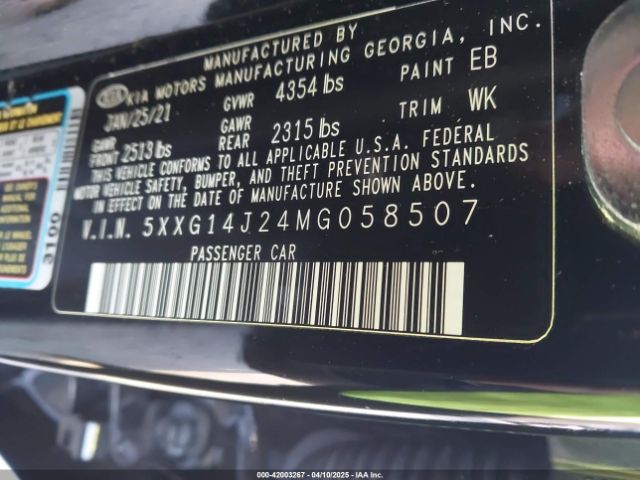 MANUFACTURED BY
KIA KIA MOTORS MANUFACTURING GEORGIA, INC.
JAN/25/21 GVWR 4354 lbs PAINT EB
GAWR FRONT 2513 lbs GAWR REAR 2315 lbs TRIM WK
THIS VEHICLE CONFORMS TO ALL APPLICABLE U.S.A. FEDERAL
MOTOR VEHICLE SAFETY, BUMPER, AND THEFT PREVENTION STANDARDS
IN EFFECT ON THE DATE OF MANUFACTURE SHOWN ABOVE.
V.I.N. 5XXG14J24MG058507
PASSENGER CAR
3100
000-42003267 - 04/10/2025 - IAA Inc.